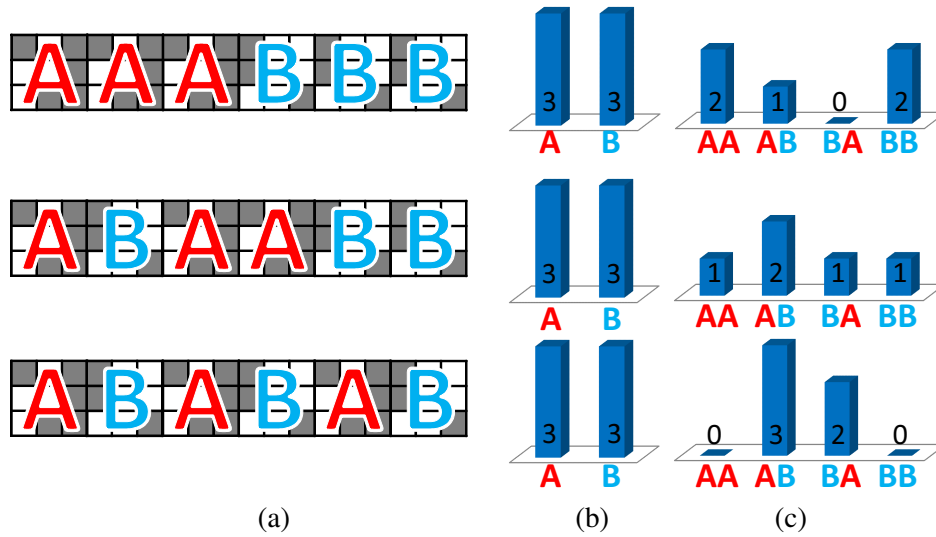 A A A B B B
3 3
A B
2 1 0 2
AA AB BA BB
A B A A B B
3 3
A B
1 2 1 1
AA AB BA BB
A B A B A B
3 3
A B
0 3 2 0
AA AB BA BB
(a) (b) (c)